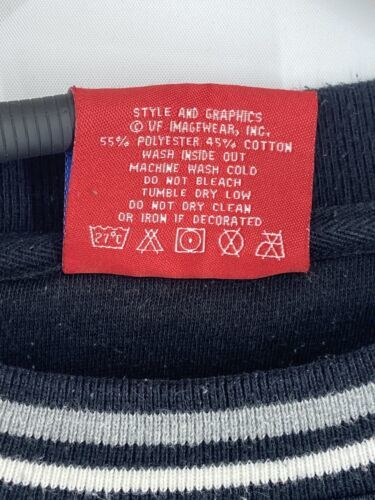 STYLE AND GRAPHICS
© VF IMAGEWEAR, INC.
55% POLYESTER 45% COTTON
WASH INSIDE OUT
MACHINE WASH COLD
DO NOT BLEACH
TUMBLE DRY LOW
DO NOT DRY CLEAN
OR IRON IF DECORATED
27°C